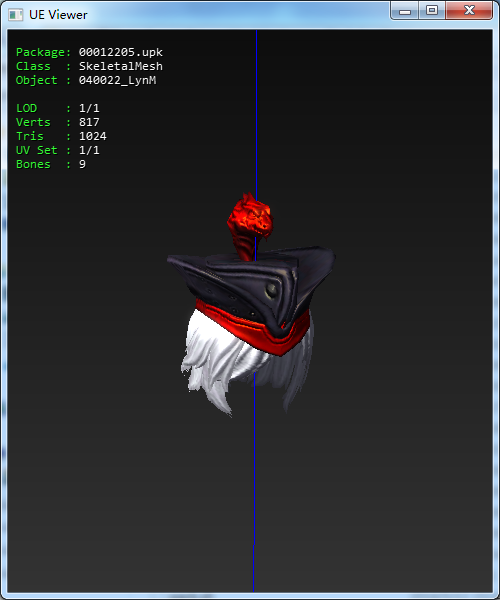 UE Viewer
Package: 00012205.upk
Class : SkeletalMesh
Object : 040022_LynM
LOD : 1/1
Verts : 817
Tris : 1024
UV Set : 1/1
Bones : 9